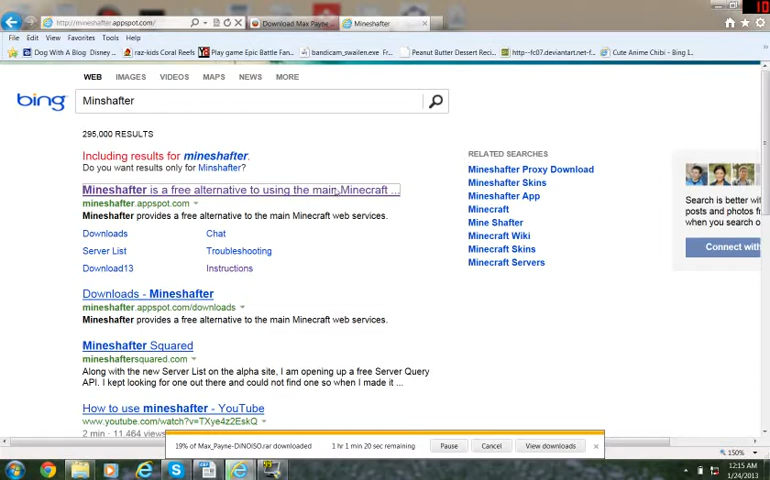 10
http://mineshafter.appspot.com/
Download Max Payne
Mineshafter
File Edit View Favorites Tools Help
Dog With A Blog Disney ... raz-kids Coral Reefs Play game Epic Battle Fan... bandicam_swailen.exe Fr... Peanut Butter Dessert Reci... http--fc07.deviantart.net-f... Cute Anime Chibi - Bing I...
WEB IMAGES VIDEOS MAPS NEWS MORE
bing
Minshafter
295,000 RESULTS
Including results for mineshafter.
Do you want results only for Minshafter?
Mineshafter is a free alternative to using the main Minecraft ...
mineshafter.appspot.com
Mineshafter provides a free alternative to the main Minecraft web services.
Downloads Chat
Server List Troubleshooting
Download13 Instructions
Downloads - Mineshafter
mineshafter.appspot.com/downloads
Mineshafter provides a free alternative to the main Minecraft web services.
Mineshafter Squared
mineshaftersquared.com
Along with the new Server List on the alpha site, I am opening up a free Server Query
API. I kept looking for one out there and could not find one so when I made it ...
How to use mineshafter - YouTube
www.youtube.com/watch?v=TXye4z2EskQ
2 min - 11,464 views
RELATED SEARCHES
Mineshafter Proxy Download
Mineshafter Skins
Mineshafter App
Minecraft
Mine Shafter
Minecraft Wiki
Minecraft Skins
Minecraft Servers
Search is better w
posts and photos f
when you search o
Connect with
19% of Max_Payne-DINOISO.rar downloaded 1 hr 1 min 20 sec remaining Pause Cancel View downloads
150%
12:15 AM
1/24/2013